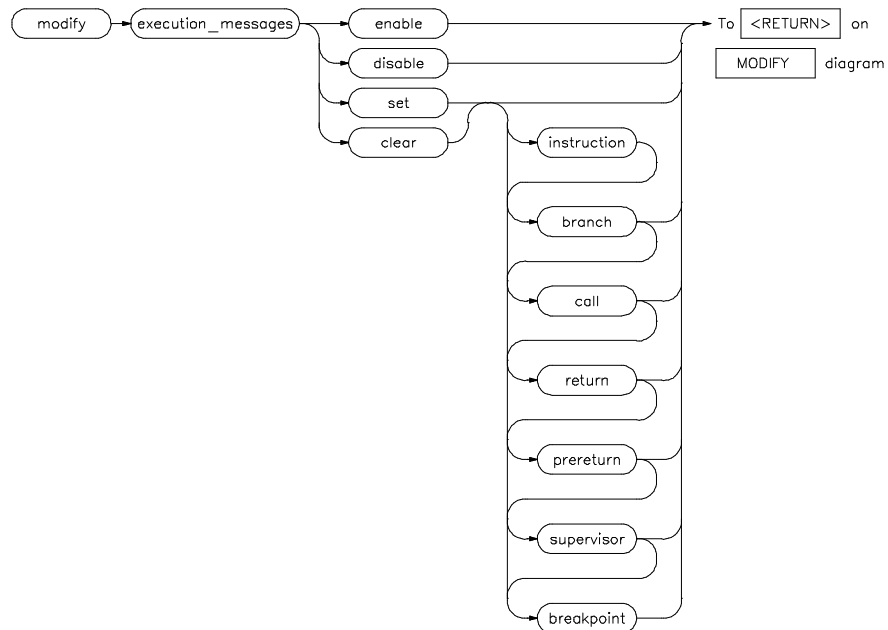 modify execution_messages enable To <RETURN> on
disable MODIFY diagram
set
clear instruction
branch
call
return
prereturn
supervisor
breakpoint